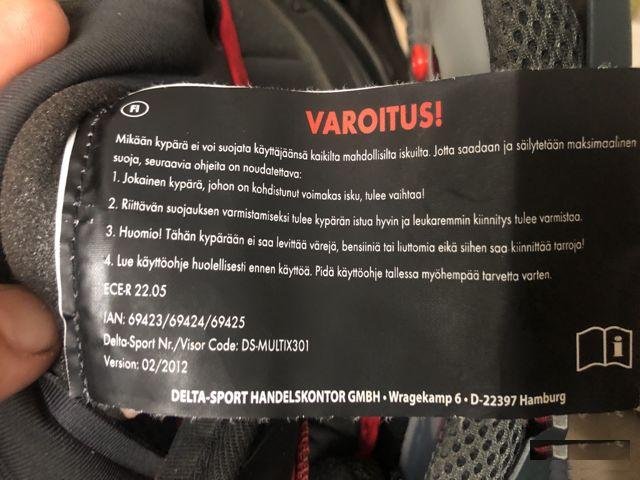 FI
VAROITUS!
Mikään kypärä ei voi suojata käyttäjäänsä kaikilta mahdollisilta iskuilta. Jotta saadaan ja säilytetään maksimaalinen
suoja, seuraavia ohjeita on noudatettava:
1. Jokainen kypärä, johon on kohdistunut voimakas isku, tulee vaihtaa!
2. Riittävän suojauksen varmistamiseksi tulee kypärän istua hyvin ja leukaremmin kiinnitys tulee varmistaa.
3. Huomio! Tähän kypärään ei saa levittää värejä, bensiiniä tai liuttomia eikä siihen saa kiinnittää tarroja!
4. Lue käyttöohje huolellisesti ennen käyttöä. Pidä käyttöohje tallessa myöhempää tarvetta varten.
ECE-R 22.05
IAN: 69423/69424/69425
Delta-Sport Nr./Visor Code: DS-MULTIX301
Version: 02/2012
DELTA-SPORT HANDELSKONTOR GMBH • Wragekamp 6 • D-22397 Hamburg